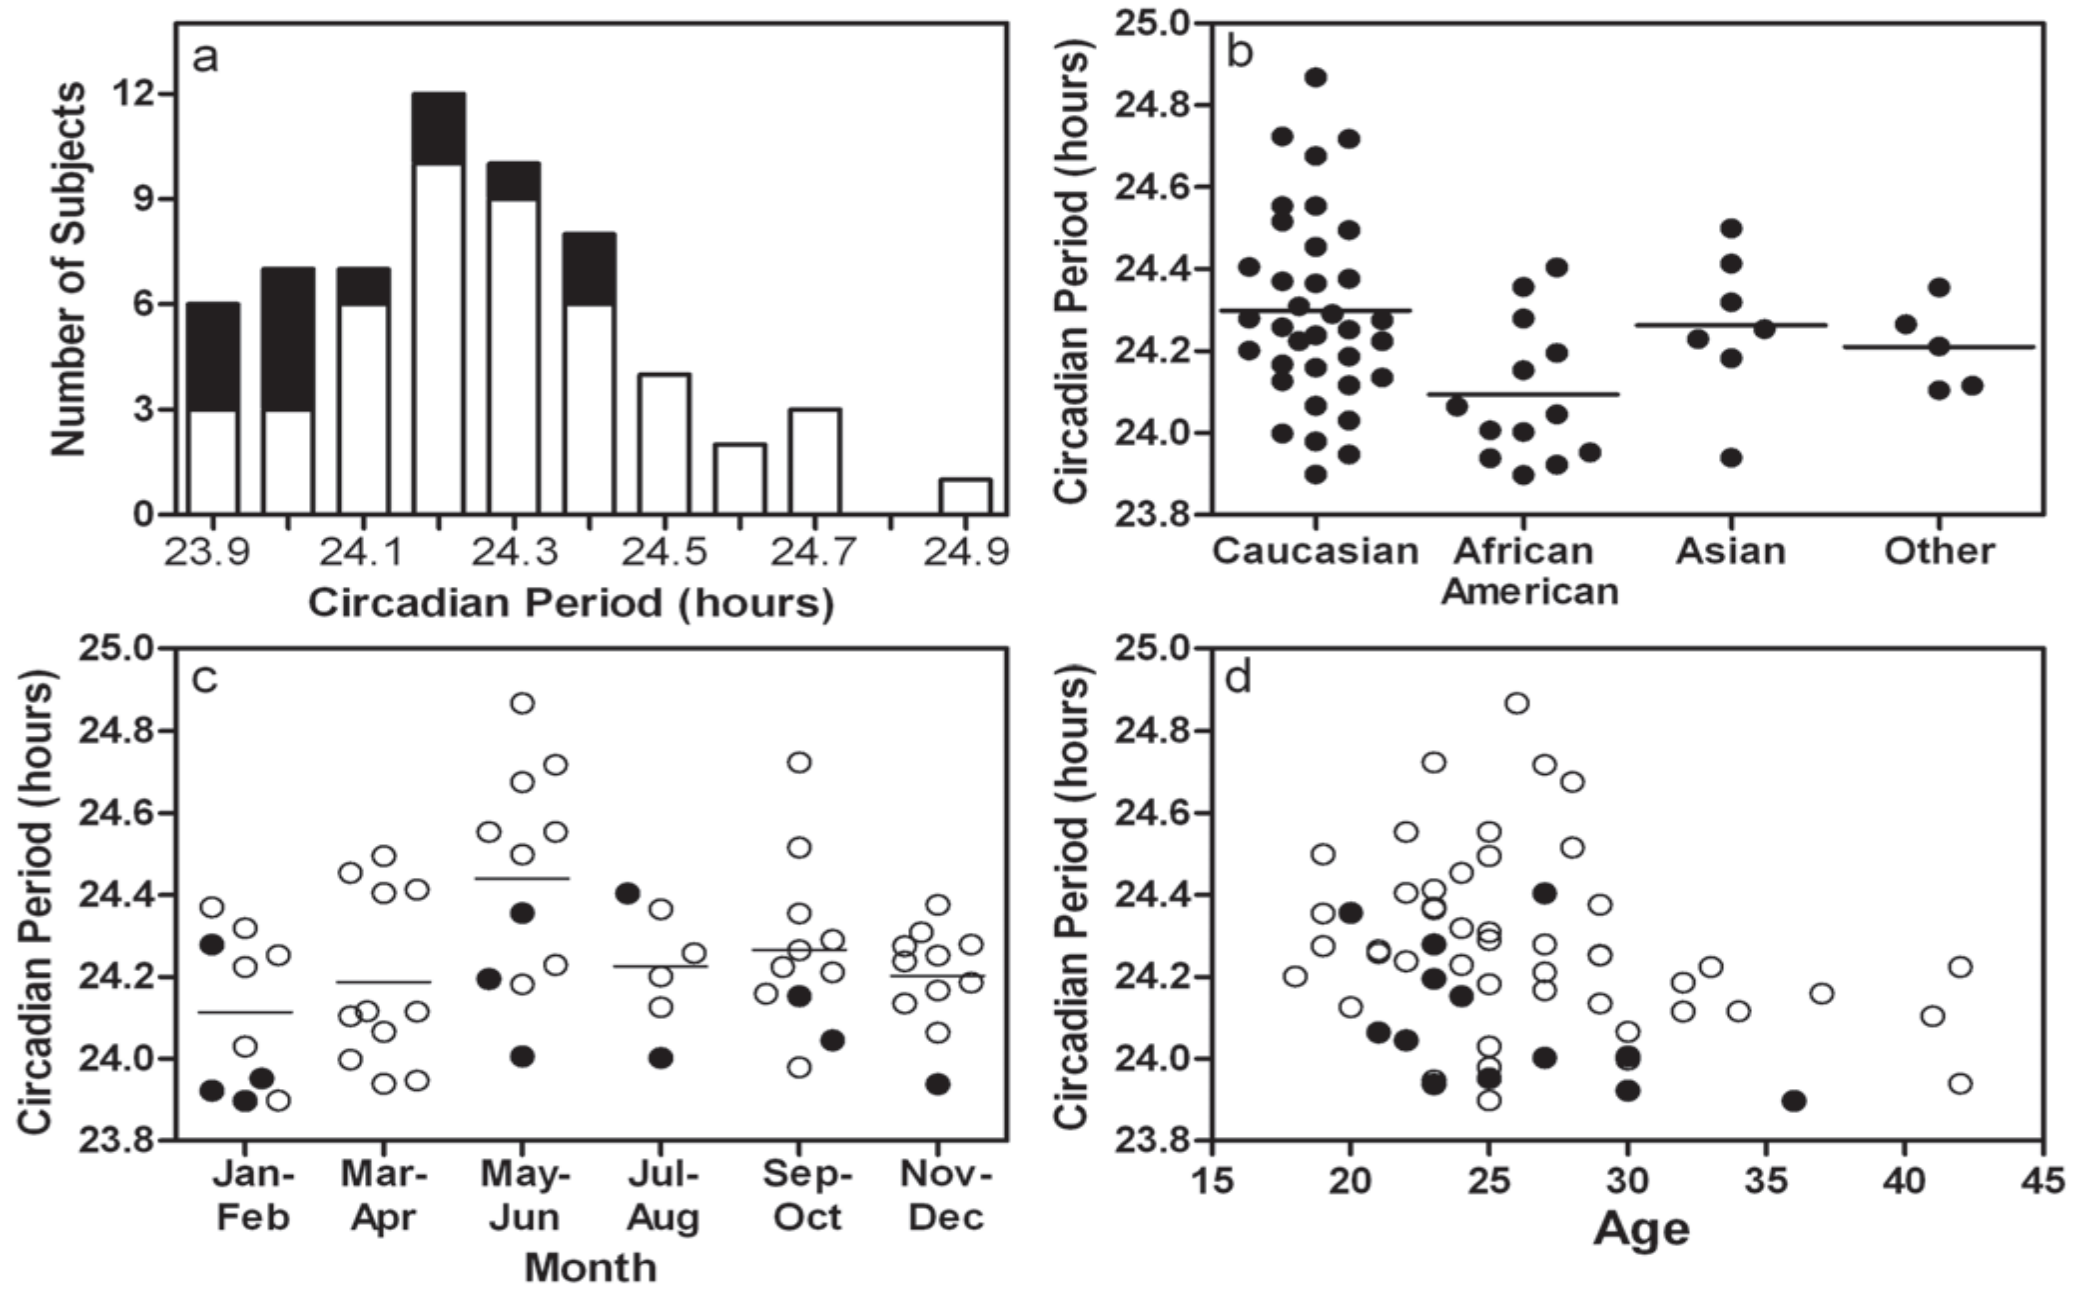 a
Number of Subjects
12
9
6
3
0
23.9 24.1 24.3 24.5 24.7 24.9
Circadian Period (hours)
b
Circadian Period (hours)
25.0
24.8
24.6
24.4
24.2
24.0
23.8
Caucasian African Asian Other
American
c
Circadian Period (hours)
25.0
24.8
24.6
24.4
24.2
24.0
23.8
Jan- Mar- May- Jul- Sep- Nov-
Feb Apr Jun Aug Oct Dec
Month
d
Circadian Period (hours)
25.0
24.8
24.6
24.4
24.2
24.0
23.8
15 20 25 30 35 40 45
Age